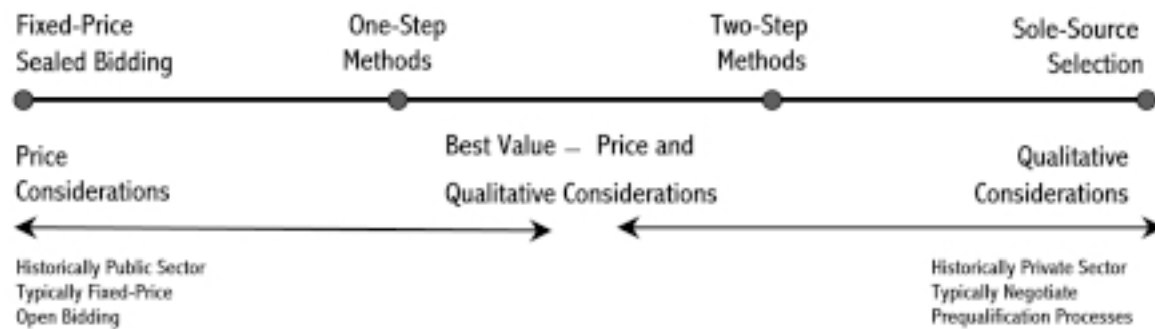 Fixed-Price
Sealed Bidding
One-Step
Methods
Two-Step
Methods
Sole-Source
Selection
Price
Considerations
Best Value – Price and
Qualitative Considerations
Qualitative
Considerations
Historically Public Sector
Typically Fixed-Price
Open Bidding
Historically Private Sector
Typically Negotiate
Prequalification Processes